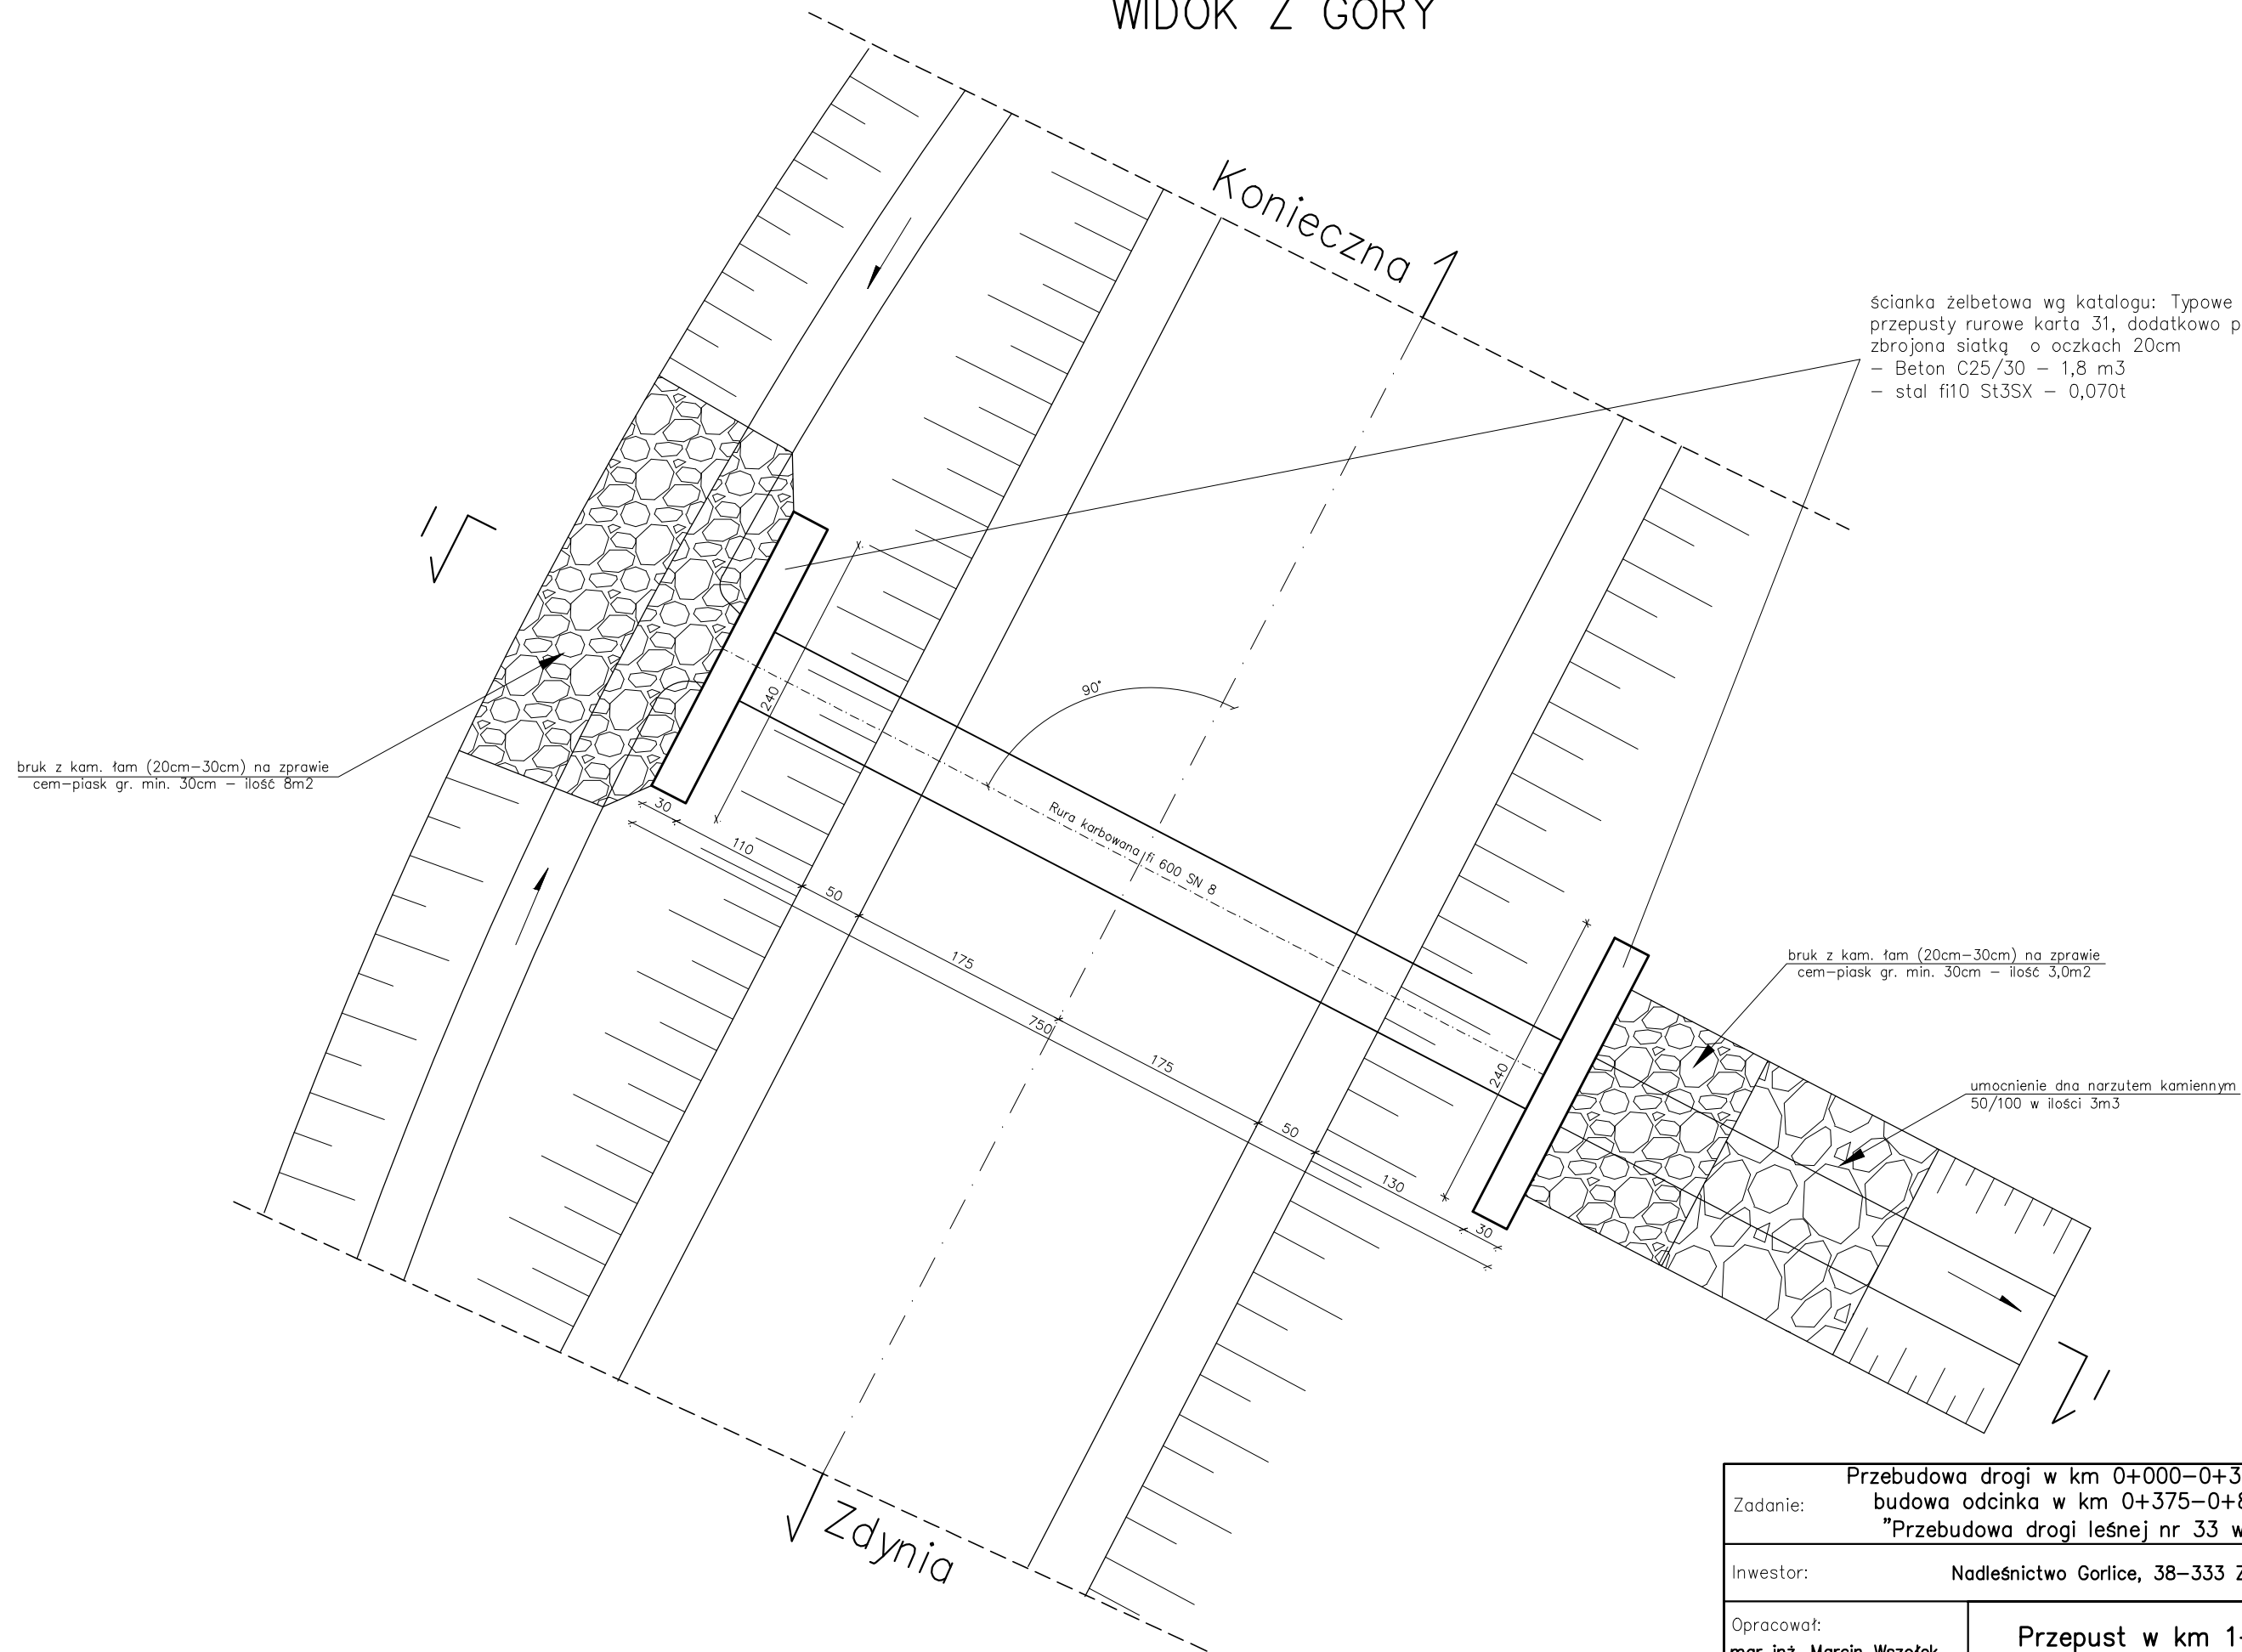 WIDOK Z GÓRY
Konieczna
ścianka żelbetowa wg katalogu: Typowe
przepusty rurowe karta 31, dodatkowo p
zbrojona siatką o oczkach 20cm
– Beton C25/30 – 1,8 m3
– stal fi10 St3SX – 0,070t
240
90°
bruk z kam. łam (20cm–30cm) na zprawie
cem–piask gr. min. 30cm – ilość 8m2
Rura karbowana fi 600 SN 8
30
110
50
175
750
175
50
130
30
240
bruk z kam. łam (20cm–30cm) na zprawie
cem–piask gr. min. 30cm – ilość 3,0m2
umocnienie dna narzutem kamiennym
50/100 w ilości 3m3
Zdynia
Zadanie:
Przebudowa drogi w km 0+000–0+3
budowa odcinka w km 0+375–0+8
"Przebudowa drogi leśnej nr 33 w
Inwestor:
Nadleśnictwo Gorlice, 38–333 Z
Opracował:
mgr inż. Marcin Wszołek
Przepust w km 1+